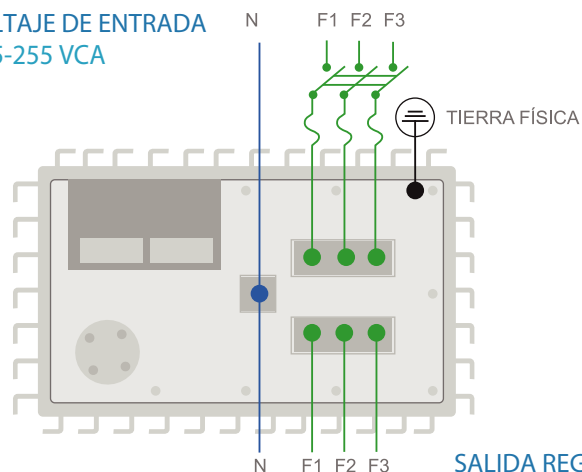 LTAJE DE ENTRADA
5-255 VCA
N F1 F2 F3
TIERRA FÍSICA
N F1 F2 F3
SALIDA REG